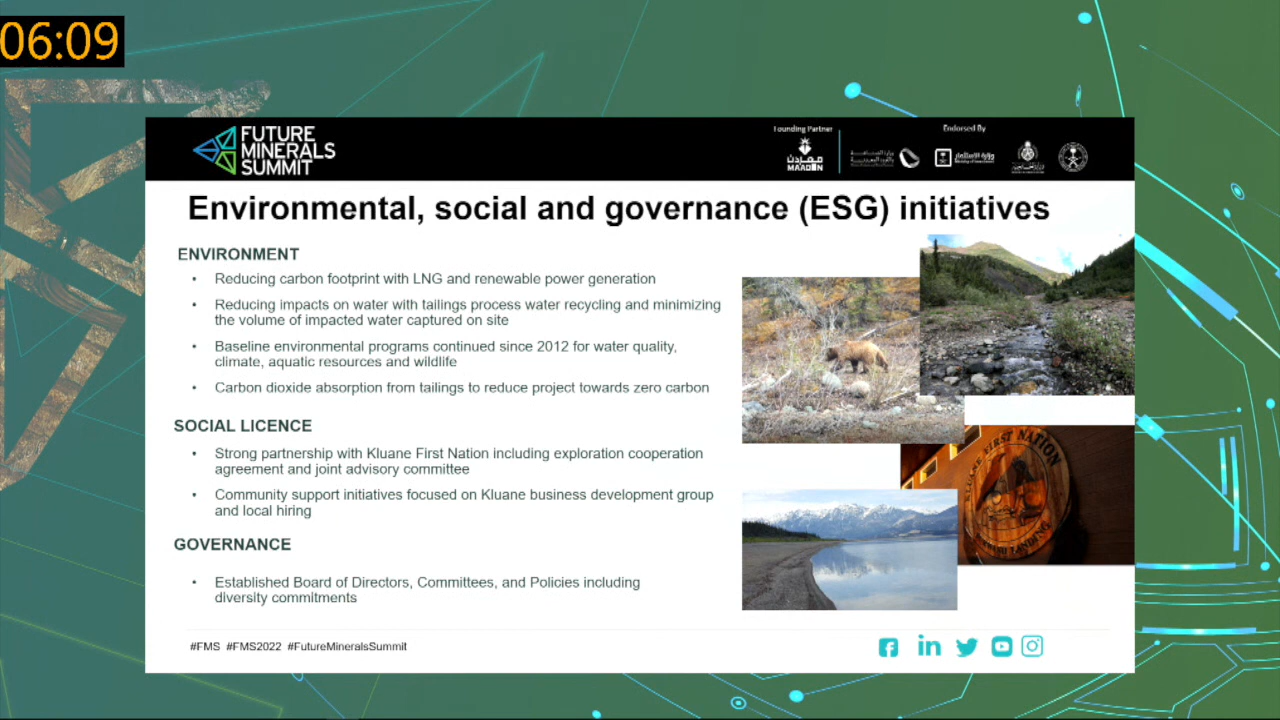 06:09
FUTURE
MINERALS
SUMMIT
Founding Partner
Endorsed By
معادن
MAADEN
Environmental, social and governance (ESG) initiatives
ENVIRONMENT
• Reducing carbon footprint with LNG and renewable power generation
• Reducing impacts on water with tailings process water recycling and minimizing
the volume of impacted water captured on site
• Baseline environmental programs continued since 2012 for water quality,
climate, aquatic resources and wildlife
• Carbon dioxide absorption from tailings to reduce project towards zero carbon
SOCIAL LICENCE
• Strong partnership with Kluane First Nation including exploration cooperation
agreement and joint advisory committee
• Community support initiatives focused on Kluane business development group
and local hiring
GOVERNANCE
• Established Board of Directors, Committees, and Policies including
diversity commitments
KLUANE FIRST NATION
LANDING
#FMS #FMS2022 #FutureMineralsSummit